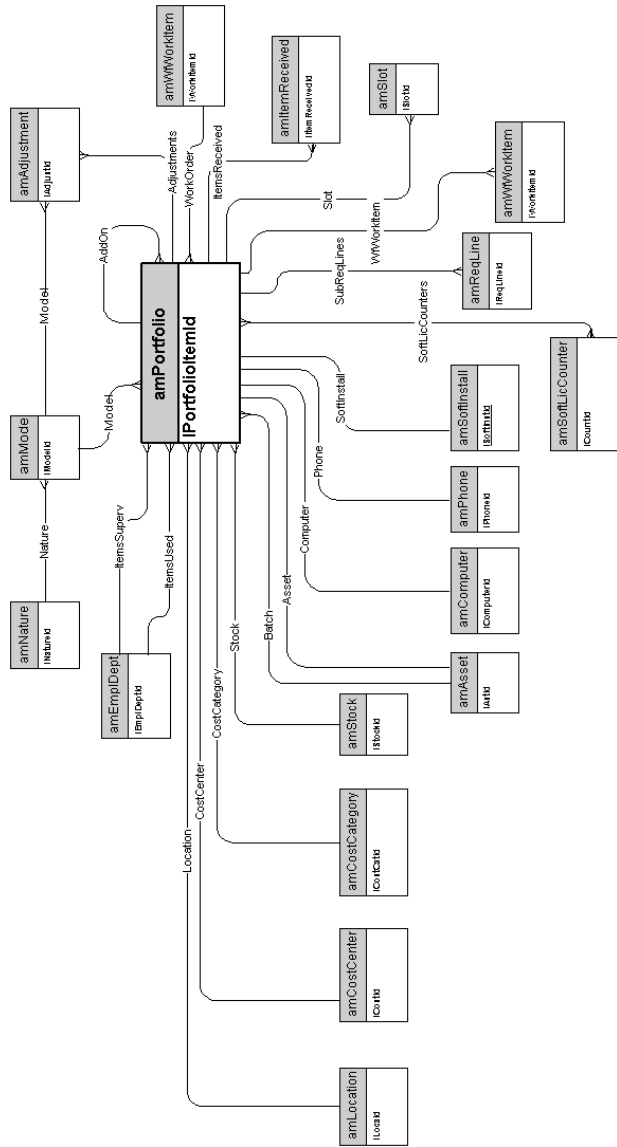 amNature
lNatureId
Nature
amModel
lModelId
Model
Model
amAdjustment
lAdjustId
amEmplDept
lEmplDeptId
ItemsSuperv
ItemsUsed
AddOn
Adjustments
WorkOrder
amWfWorkItem
lWorkItemId
ItemsReceived
amItemReceived
lItemReceivedId
amPortfolio
lPortfolioItemId
Location
CostCenter
CostCategory
Stock
Batch
Asset
Computer
Phone
SoftInstall
SoftLicCounters
SubReqLines
WfWorkItem
Slot
amSlot
lSlotId
amLocation
lLocaId
amCostCenter
lCostId
amCostCategory
lCostCatId
amStock
lStockId
amAsset
lAstId
amComputer
lComputerId
amPhone
lPhoneId
amSoftInstall
lSoftInstId
amSoftLicCounter
lCountId
amReqLine
lReqLineId
amWfWorkItem
lWorkItemId